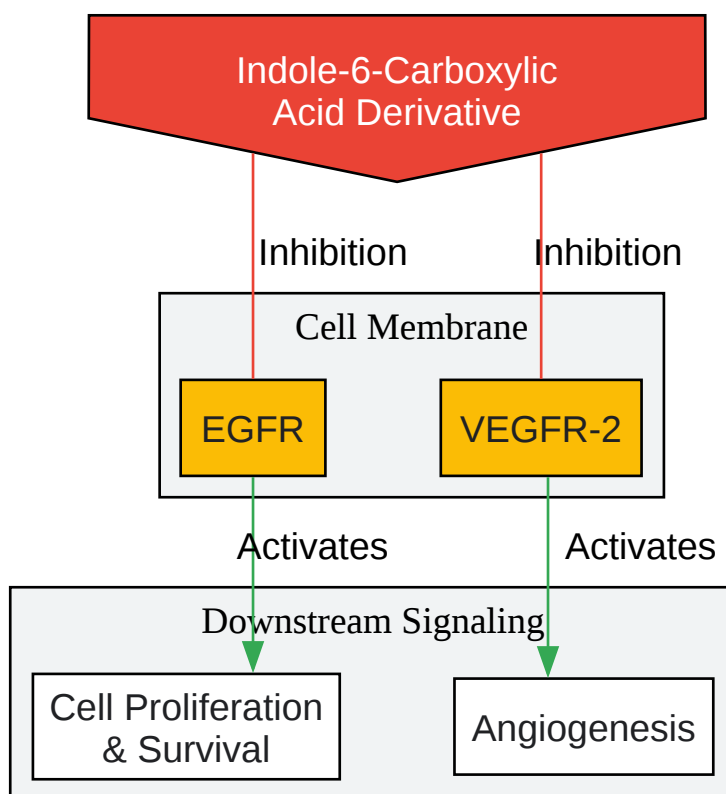 Indole-6-Carboxylic
Acid Derivative
Inhibition
Inhibition
Cell Membrane
EGFR
VEGFR-2
Activates
Activates
Downstream Signaling
Cell Proliferation
& Survival
Angiogenesis